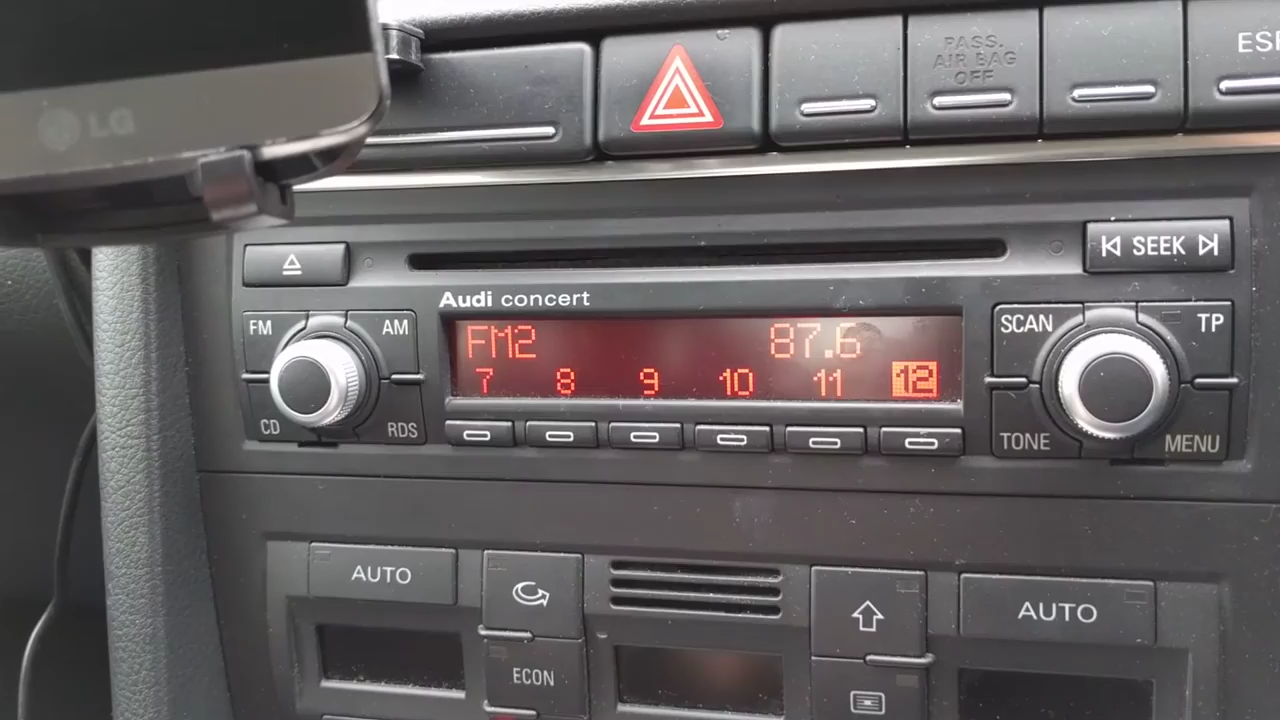 LG
PASS.
AIR BAG
OFF
ESP
SEEK
Audi concert
FM
AM
CD
RDS
FM2 87.6
7 8 9 10 11 12
SCAN
TP
TONE
MENU
AUTO
ECON
AUTO